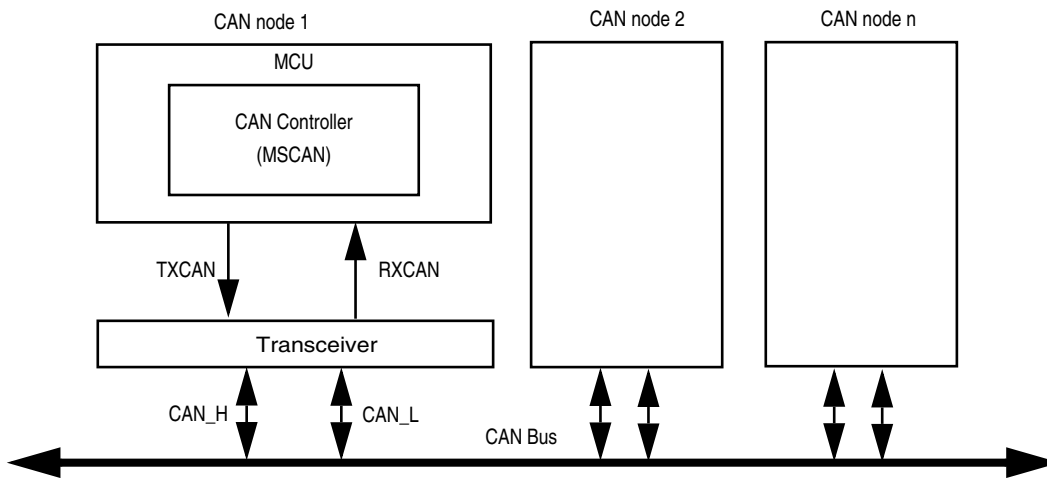 CAN node 1
CAN node 2
CAN node n
MCU
CAN Controller
(MSCAN)
TXCAN
RXCAN
Transceiver
CAN_H
CAN_L
CAN Bus